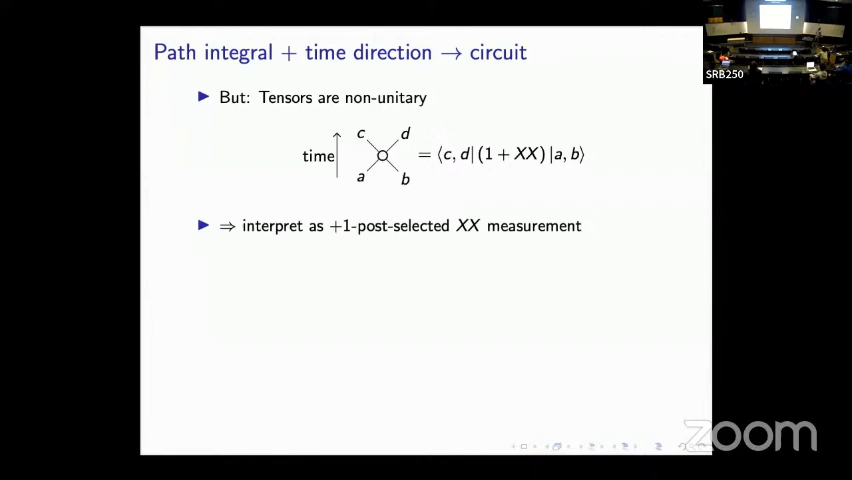 Path integral + time direction → circuit
SRB250
▶ But: Tensors are non-unitary
c d
time = ⟨c, d| (1 + XX) |a, b⟩
a b
▶ ⇒ interpret as +1-post-selected XX measurement
zoom